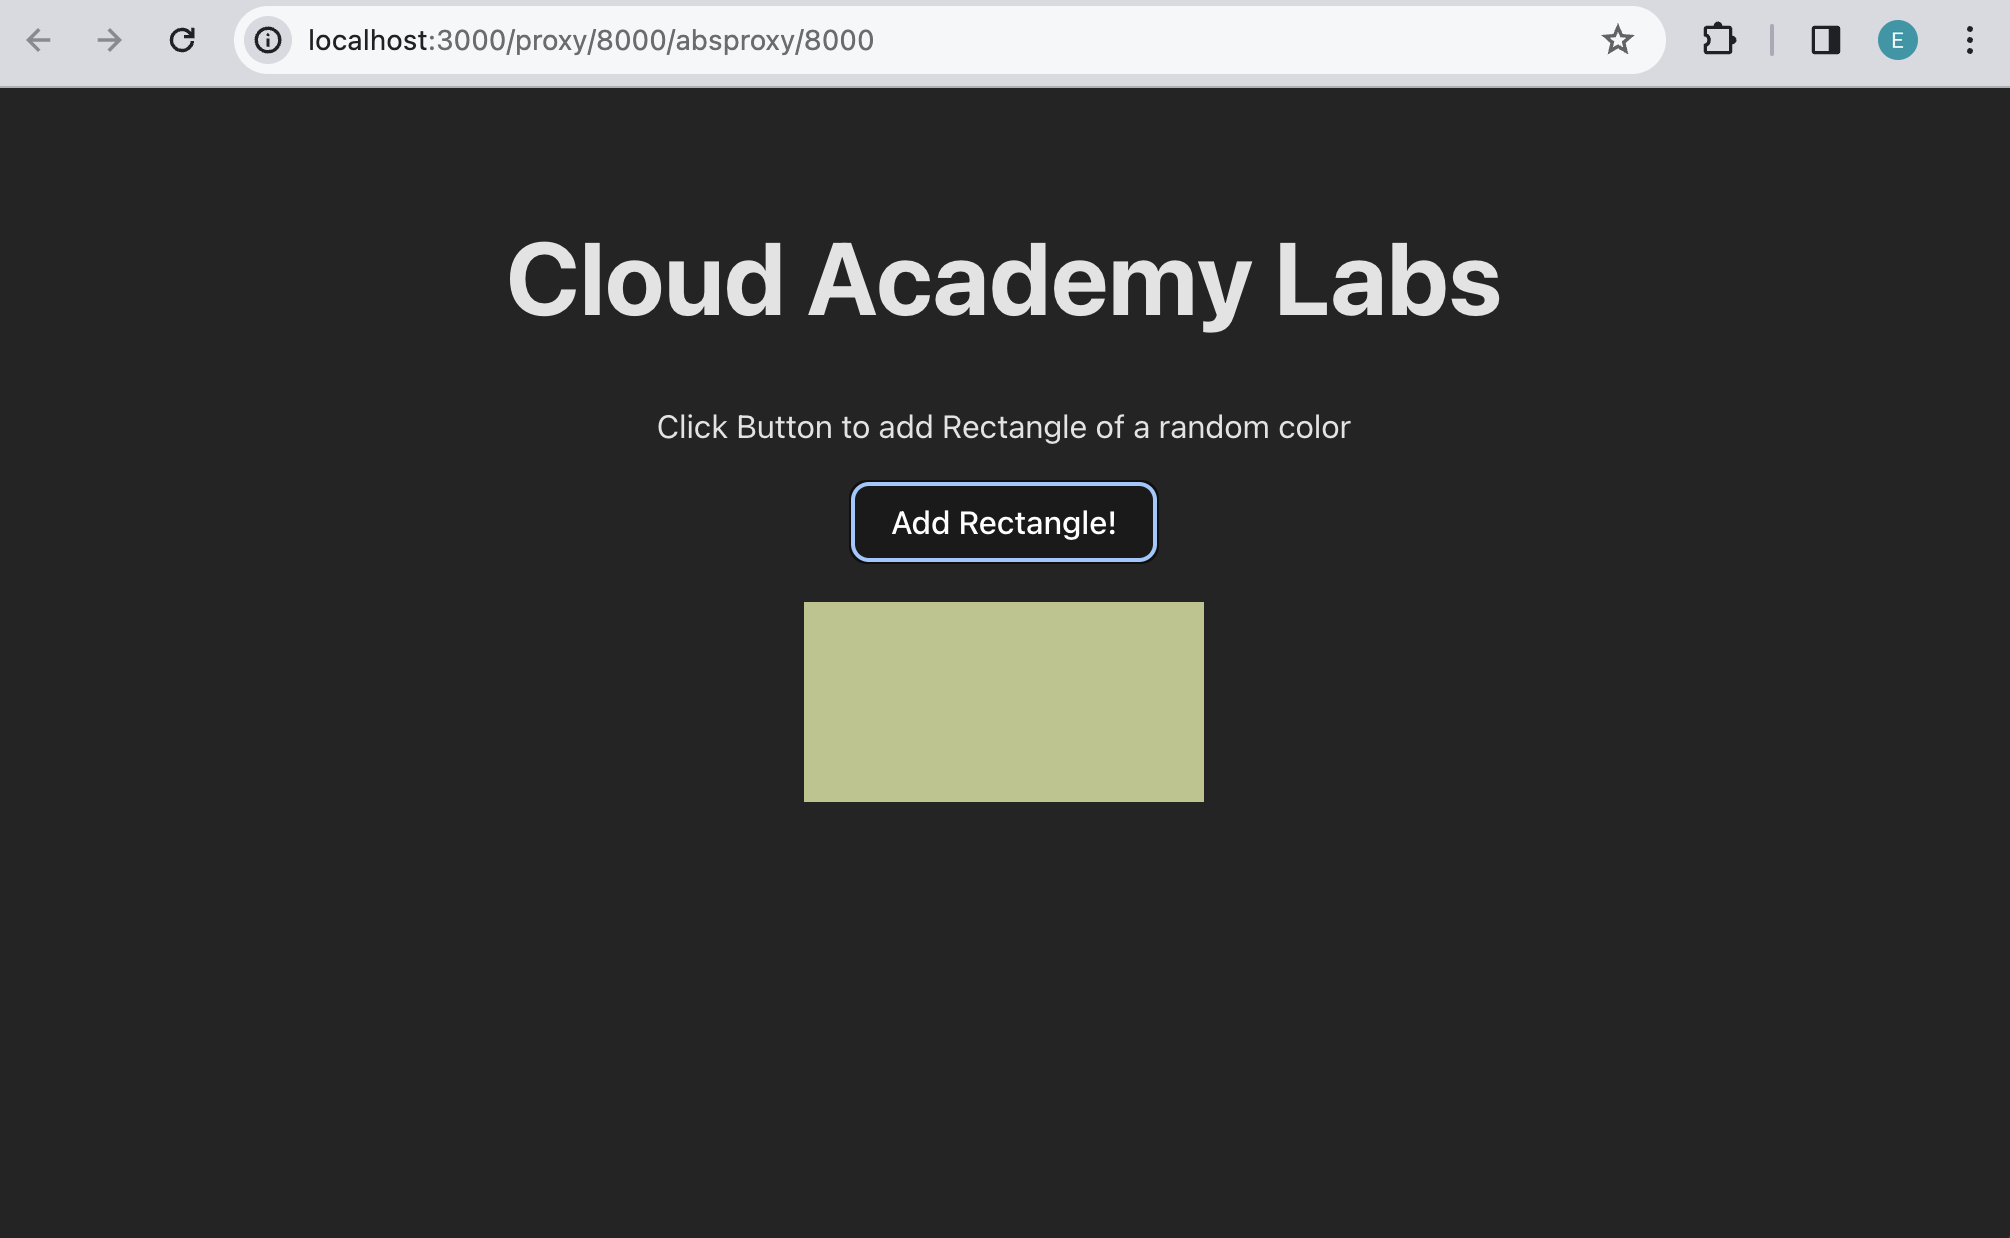 localhost:3000/proxy/8000/absproxy/8000
E
Cloud Academy Labs
Click Button to add Rectangle of a random color
Add Rectangle!